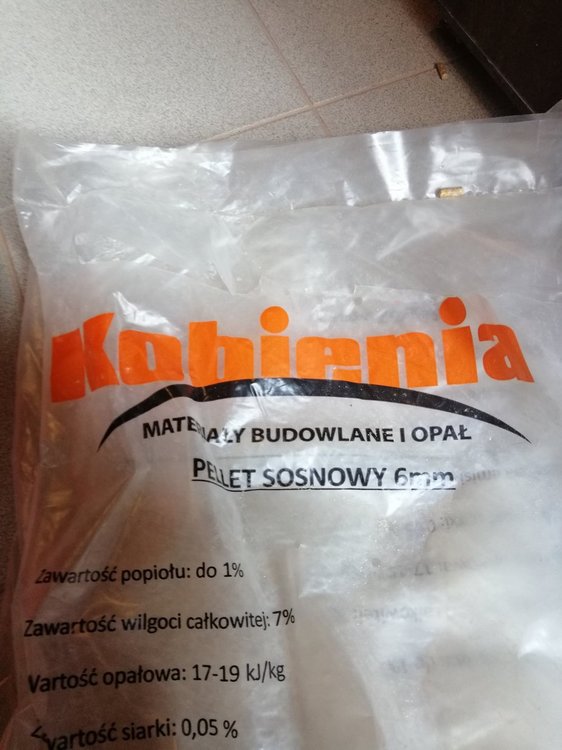 Kobienia
MATERIAŁY BUDOWLANE I OPAŁ
PELLET SOSNOWY 6mm
Zawartość popiołu: do 1%
Zawartość wilgoci całkowitej: 7%
Wartość opałowa: 17-19 kJ/kg
Zawartość siarki: 0,05 %